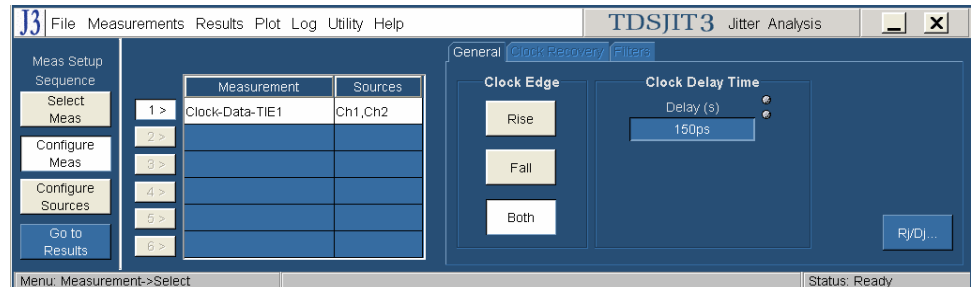 J3 File Measurements Results Plot Log Utility Help
TDSJIT3 Jitter Analysis
Meas Setup
Sequence
Select
Meas
Configure
Meas
Configure
Sources
Go to
Results
Measurement Sources
1 > Clock-Data-TIE1 Ch1,Ch2
2 >
3 >
4 >
5 >
6 >
General Clock Recovery Filters
Clock Edge
Rise
Fall
Both
Clock Delay Time
Delay (s)
150ps
Rj/Dj...
Menu: Measurement->Select
Status: Ready